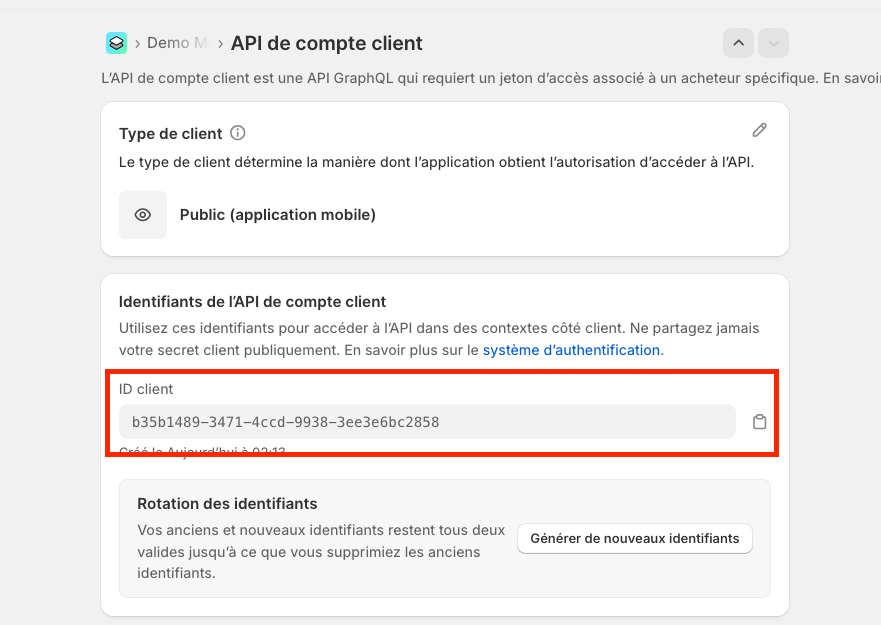 Demo M
API de compte client
L’API de compte client est une API GraphQL qui requiert un jeton d’accès associé à un acheteur spécifique. En savoir
Type de client
Le type de client détermine la manière dont l’application obtient l’autorisation d’accéder à l’API.
Public (application mobile)
Identifiants de l’API de compte client
Utilisez ces identifiants pour accéder à l’API dans des contextes côté client. Ne partagez jamais
votre secret client publiquement. En savoir plus sur le système d’authentification.
ID client
b35b1489-3471-4ccd-9938-3ee3e6bc2858
Créé le Aujourd’hui à 02:13
Rotation des identifiants
Vos anciens et nouveaux identifiants restent tous deux
valides jusqu’à ce que vous supprimiez les anciens
identifiants.
Générer de nouveaux identifiants